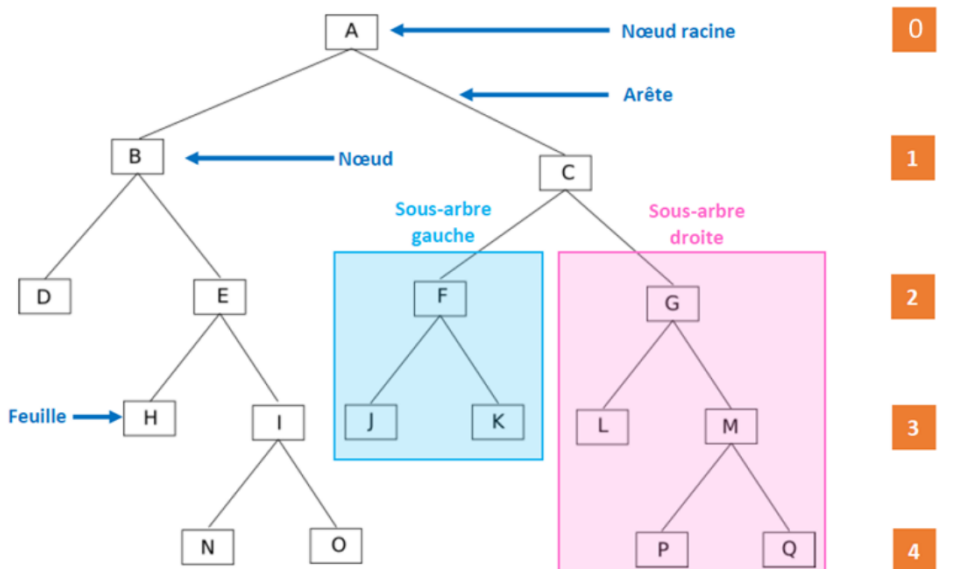 A
Nœud racine
0
Arête
B
Nœud
C
1
Sous-arbre
gauche
Sous-arbre
droite
D
E
F
G
2
Feuille
H
I
J
K
L
M
3
N
O
P
Q
4